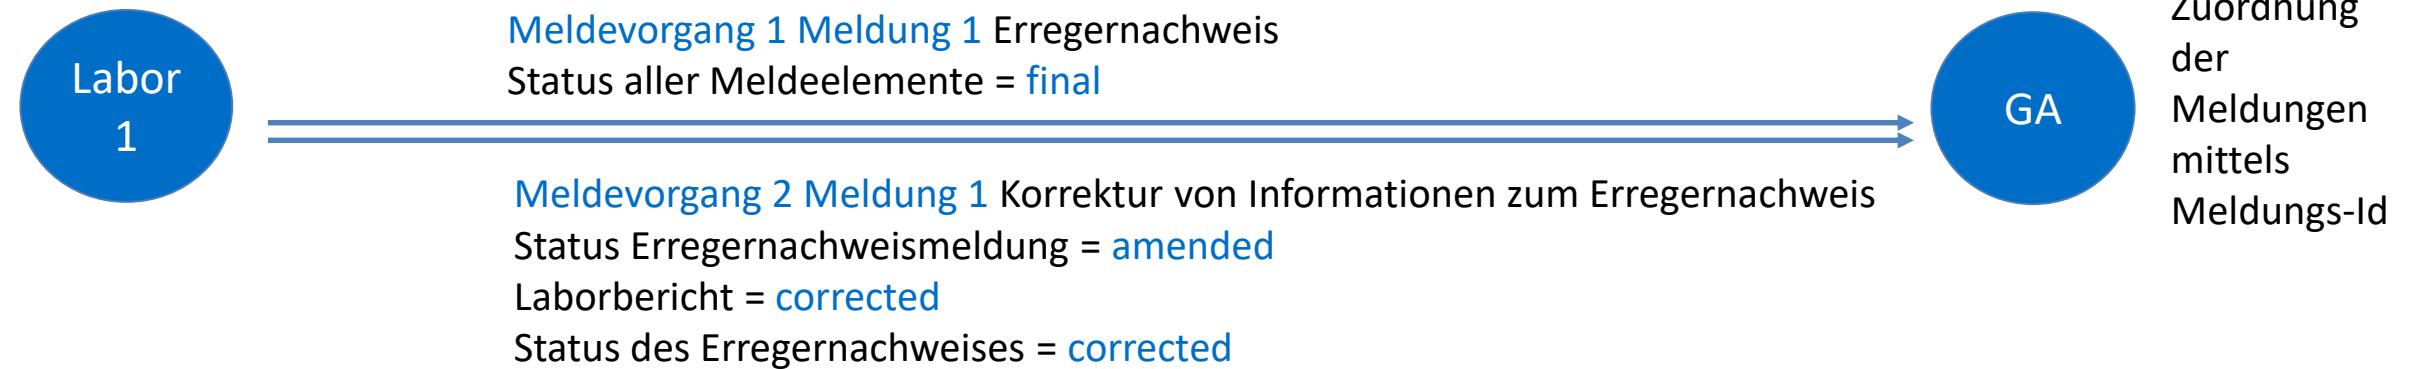 Labor
1
Meldevorgang 1 Meldung 1 Erregernachweis
Status aller Meldeelemente = final
Meldevorgang 2 Meldung 1 Korrektur von Informationen zum Erregernachweis
Status Erregernachweismeldung = amended
Laborbericht = corrected
Status des Erregernachweises = corrected
GA
Zuordnung
der
Meldungen
mittels
Meldungs-Id